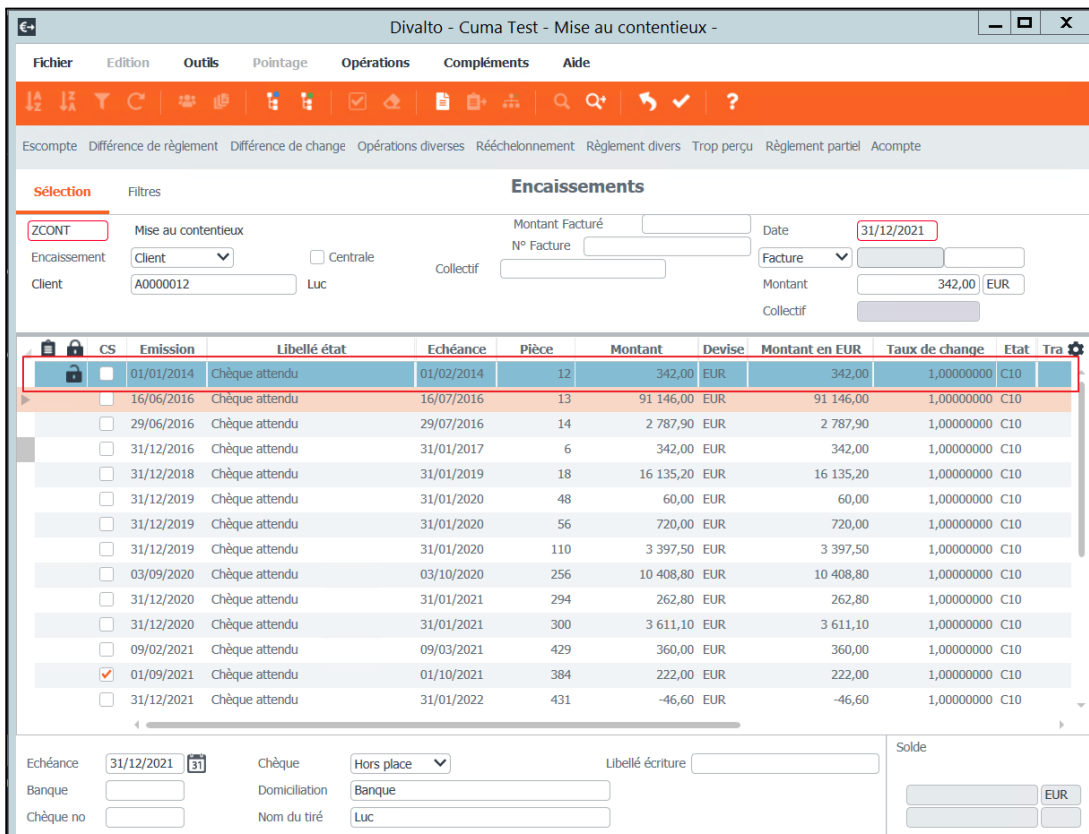 Divalto - Cuma Test - Mise au contentieux -
Fichier Edition Outils Pointage Opérations Compléments Aide
Escompte Différence de règlement Différence de change Opérations diverses Rééchelonnement Règlement divers Trop perçu Règlement partiel Acompte
Sélection Filtres Encaissements
ZCONT Mise au contentieux Montant Facturé Date 31/12/2021
Encaissement Client Centrale N° Facture Facture
Collectif
Client A0000012 Luc Montant 342,00 EUR
Collectif
CS Emission Libellé état Echéance Pièce Montant Devise Montant en EUR Taux de change Etat Tra
01/01/2014 Chèque attendu 01/02/2014 12 342,00 EUR 342,00 1,00000000 C10
16/06/2016 Chèque attendu 16/07/2016 13 91 146,00 EUR 91 146,00 1,00000000 C10
29/06/2016 Chèque attendu 29/07/2016 14 2 787,90 EUR 2 787,90 1,00000000 C10
31/12/2016 Chèque attendu 31/01/2017 6 342,00 EUR 342,00 1,00000000 C10
31/12/2018 Chèque attendu 31/01/2019 18 16 135,20 EUR 16 135,20 1,00000000 C10
31/12/2019 Chèque attendu 31/01/2020 48 60,00 EUR 60,00 1,00000000 C10
31/12/2019 Chèque attendu 31/01/2020 56 720,00 EUR 720,00 1,00000000 C10
31/12/2019 Chèque attendu 31/01/2020 110 3 397,50 EUR 3 397,50 1,00000000 C10
03/09/2020 Chèque attendu 03/10/2020 256 10 408,80 EUR 10 408,80 1,00000000 C10
31/12/2020 Chèque attendu 31/01/2021 294 262,80 EUR 262,80 1,00000000 C10
31/12/2020 Chèque attendu 31/01/2021 300 3 611,10 EUR 3 611,10 1,00000000 C10
09/02/2021 Chèque attendu 09/03/2021 429 360,00 EUR 360,00 1,00000000 C10
01/09/2021 Chèque attendu 01/10/2021 384 222,00 EUR 222,00 1,00000000 C10
31/12/2021 Chèque attendu 31/01/2022 431 -46,60 EUR -46,60 1,00000000 C10
Solde
Echéance 31/12/2021 31 Chèque Hors place Libellé écriture
Banque Domiciliation Banque EUR
Chèque no Nom du tiré Luc